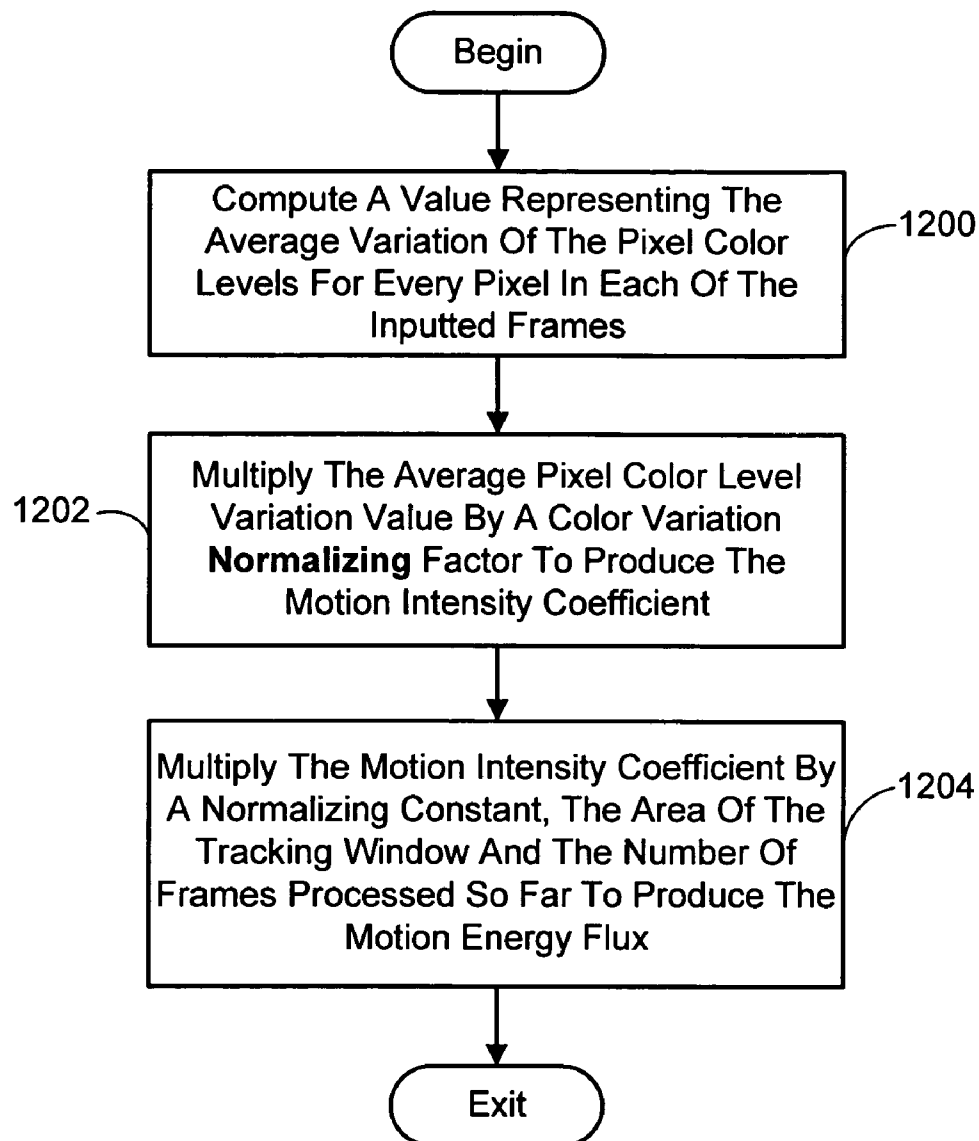 Begin
Compute A Value Representing The
Average Variation Of The Pixel Color
Levels For Every Pixel In Each Of The
Inputted Frames
1200
Multiply The Average Pixel Color Level
Variation Value By A Color Variation
Normalizing Factor To Produce The
Motion Intensity Coefficient
1202
Multiply The Motion Intensity Coefficient By
A Normalizing Constant, The Area Of The
Tracking Window And The Number Of
Frames Processed So Far To Produce The
Motion Energy Flux
1204
Exit